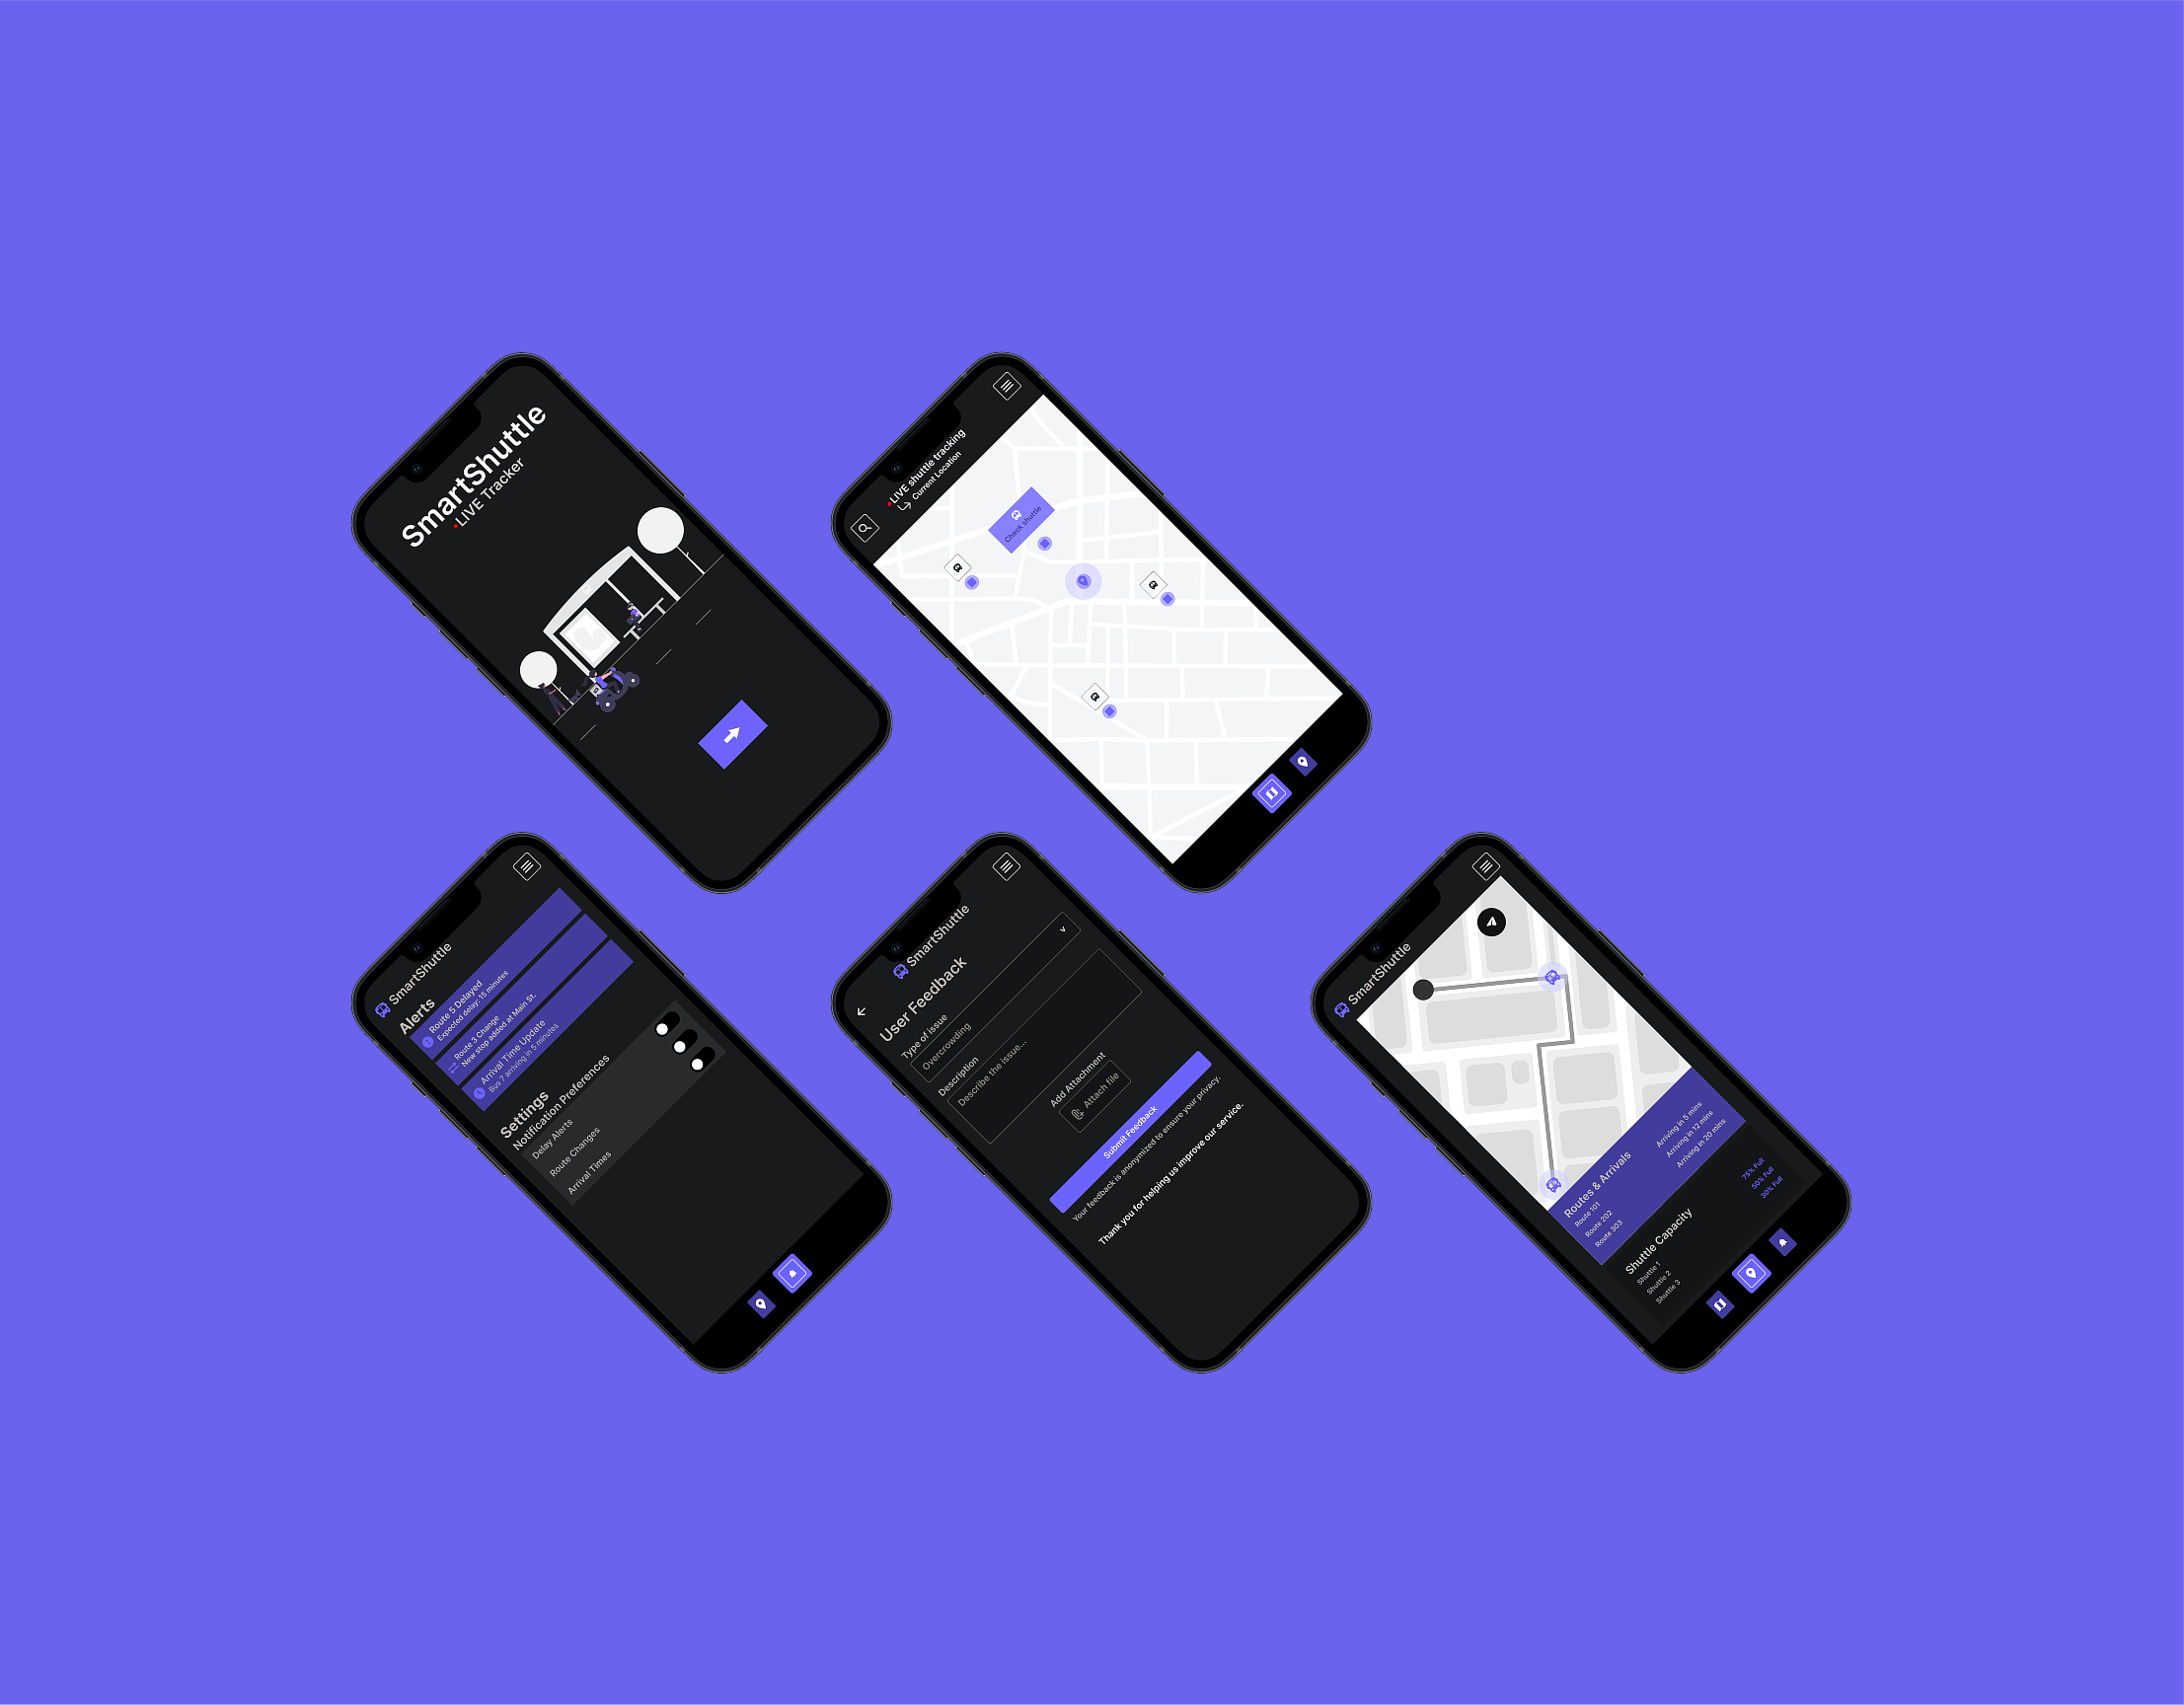 SmartShuttle
LIVE Tracker
LIVE shuttle tracking
Current Location
Check shuttle
SmartShuttle
Alerts
Route 5 Delayed
Expected delay: 15 minutes
Route 3 Change
New stop added at Main St.
Arrival Time Update
Bus 7 arriving in 5 minutes
Settings
Notification Preferences
Delay Alerts
Route Changes
Arrival Times
SmartShuttle
User Feedback
Type of issue
Overcrowding
Description
Describe the issue...
Add Attachment
Attach file
Submit Feedback
Your feedback is anonymized to ensure your privacy.
Thank you for helping us improve our service.
SmartShuttle
Routes & Arrivals
Route 101 Arriving in 5 mins
Route 202 Arriving in 12 mins
Route 303 Arriving in 20 mins
Shuttle Capacity
Shuttle 1 75% Full
Shuttle 2 50% Full
Shuttle 3 30% Full